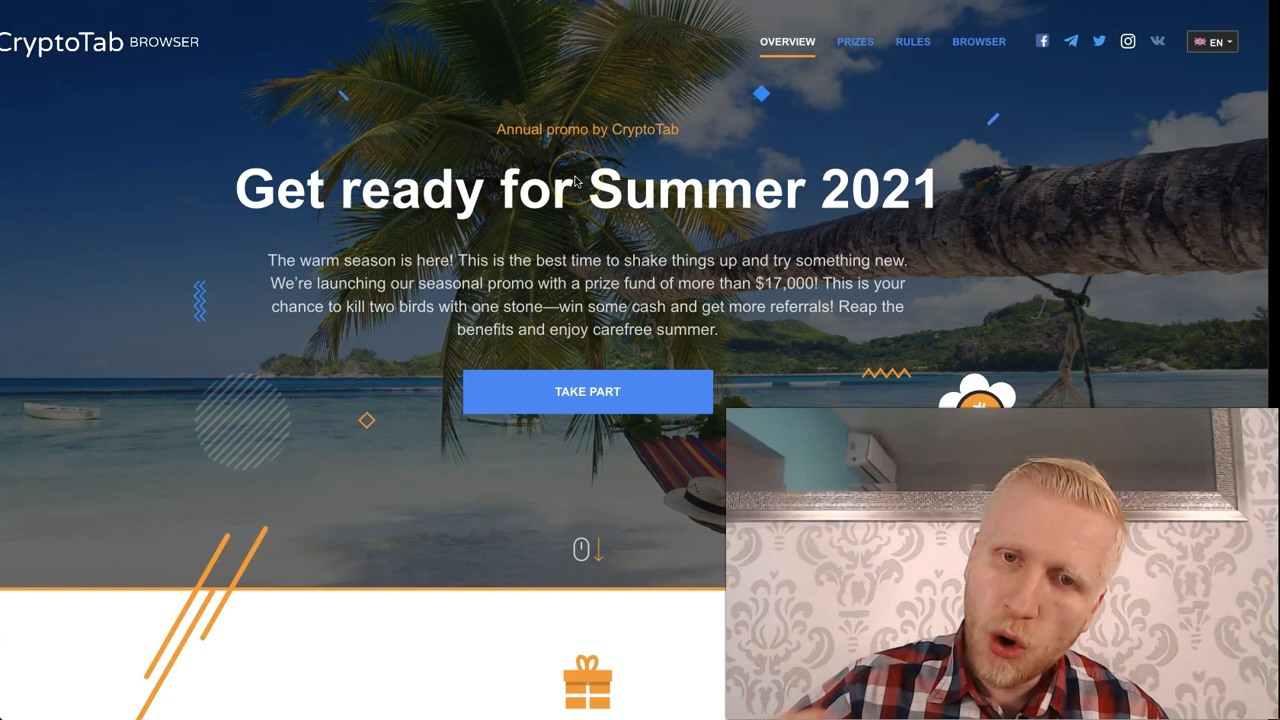 CryptoTab BROWSER
OVERVIEW PRIZES RULES BROWSER EN
Annual promo by CryptoTab
Get ready for Summer 2021
The warm season is here! This is the best time to shake things up and try something new.
We're launching our seasonal promo with a prize fund of more than $17,000! This is your
chance to kill two birds with one stone—win some cash and get more referrals! Reap the
benefits and enjoy carefree summer.
TAKE PART